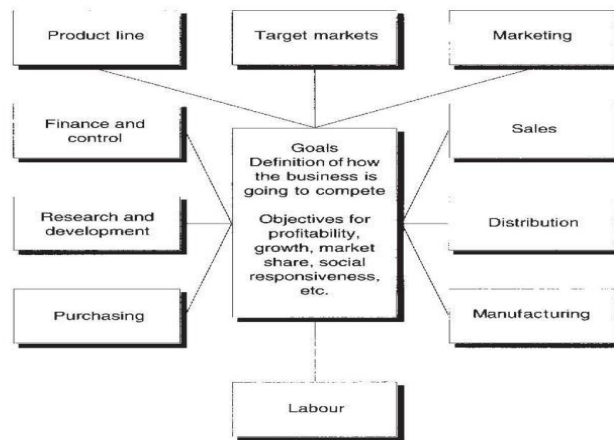 Product line
Target markets
Marketing
Finance and
control
Goals
Definition of how
the business is
going to compete
Objectives for
profitability,
growth, market
share, social
responsiveness,
etc.
Sales
Research and
development
Distribution
Purchasing
Manufacturing
Labour